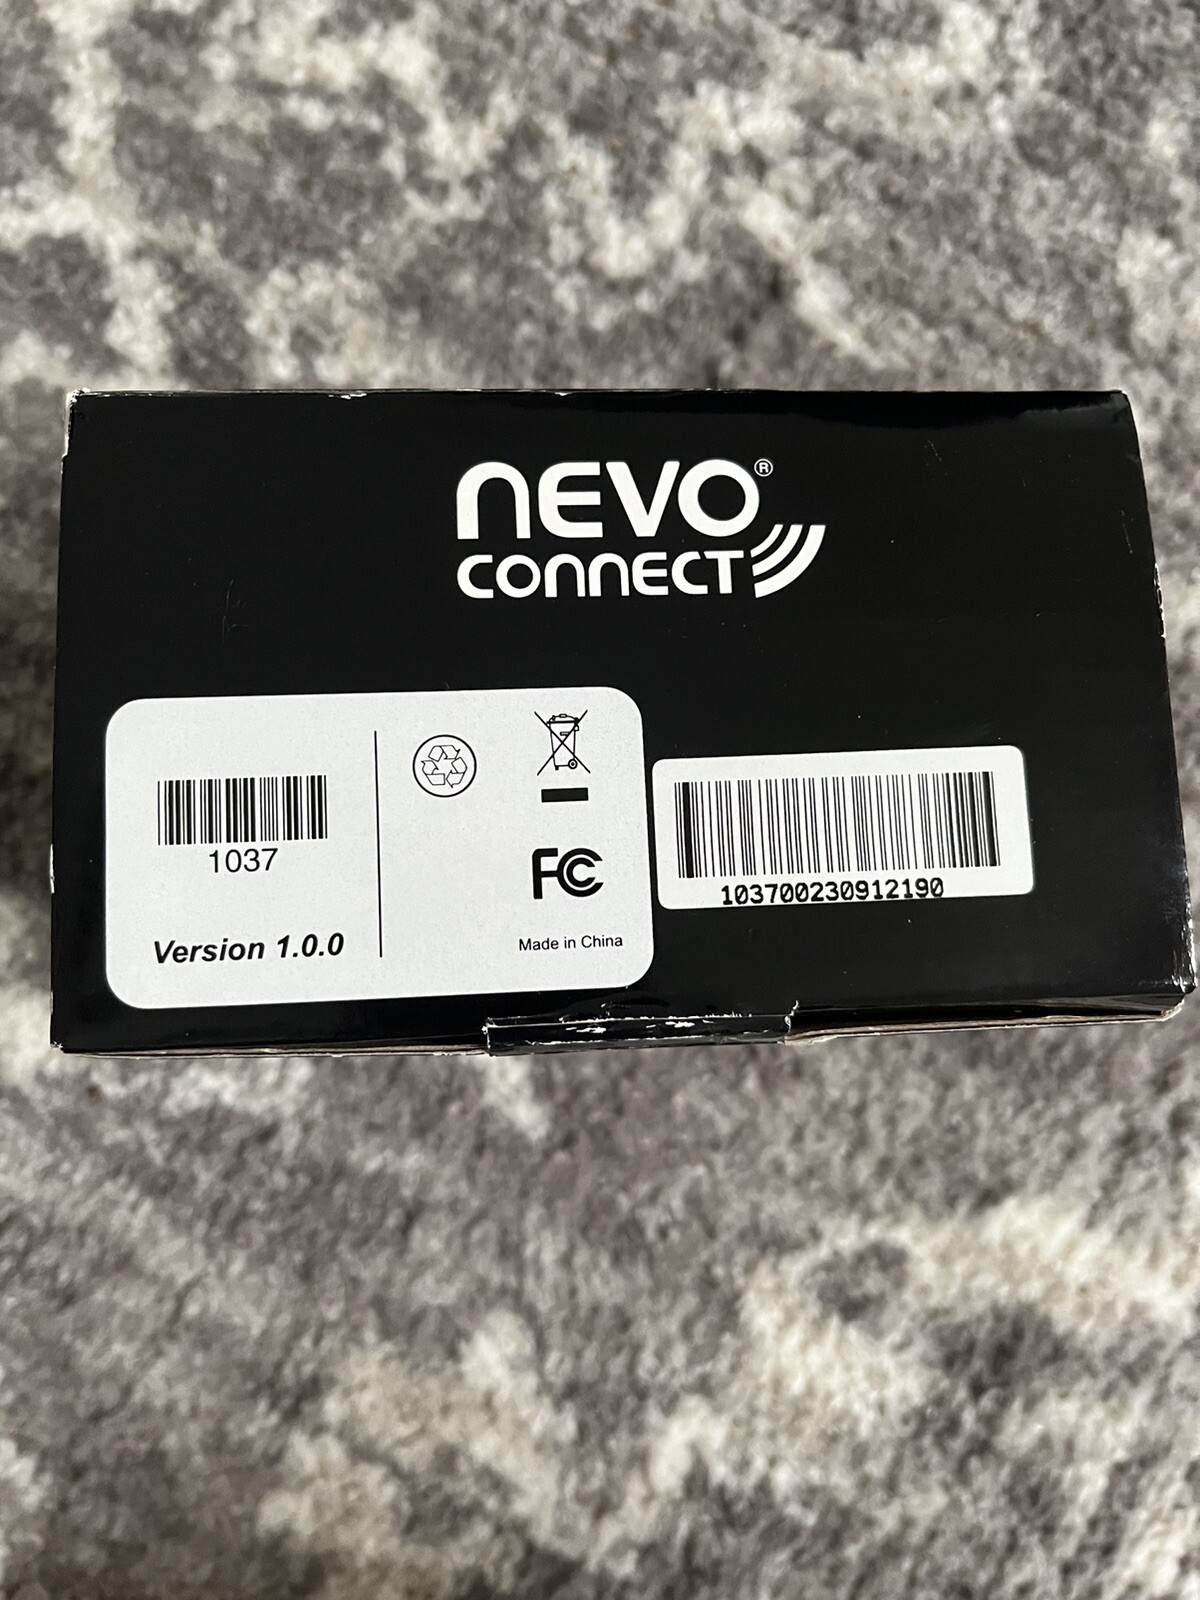 NEVO®
CONNECT
1037
Version 1.0.0
FC
Made in China
103700230912190